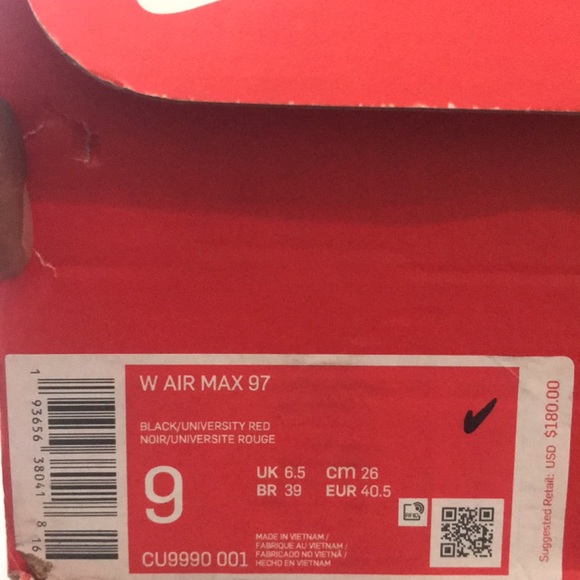 W AIR MAX 97
BLACK/UNIVERSITY RED
NOIR/UNIVERSITE ROUGE
9
UK 6.5 cm 26
BR 39 EUR 40.5
CU9990 001
MADE IN VIETNAM /
FABRIQUE AU VIETNAM /
FABRICADO NO VIETNÃ /
HECHO EN VIETNAM
1 93656 38041 8 16
Suggested Retail: USD $180.00